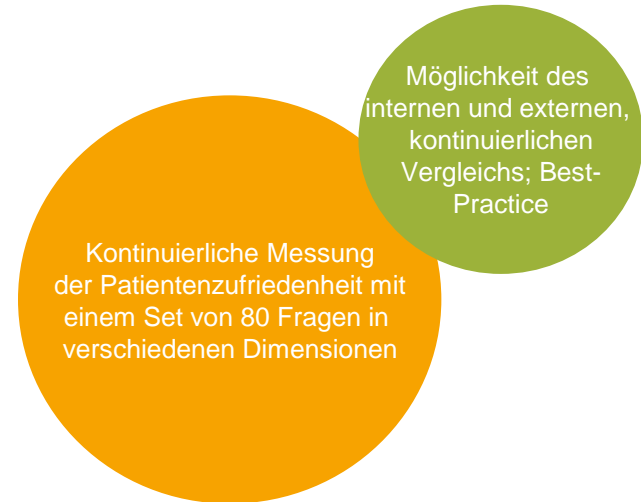 Möglichkeit des
internen und externen,
kontinuierlichen
Vergleichs; Best-
Practice
Kontinuierliche Messung
der Patientenzufriedenheit mit
einem Set von 80 Fragen in
verschiedenen Dimensionen